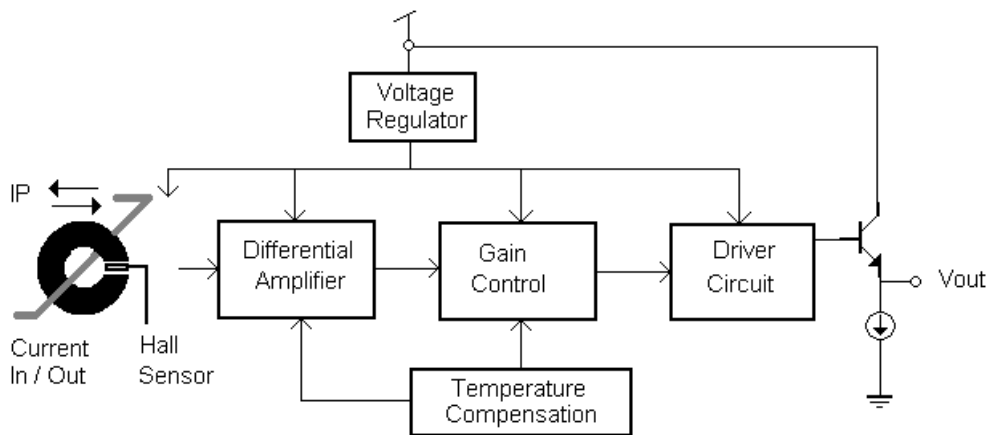 Voltage
Regulator
IP
Differential
Amplifier
Gain
Control
Driver
Circuit
Vout
Current
In / Out
Hall
Sensor
Temperature
Compensation